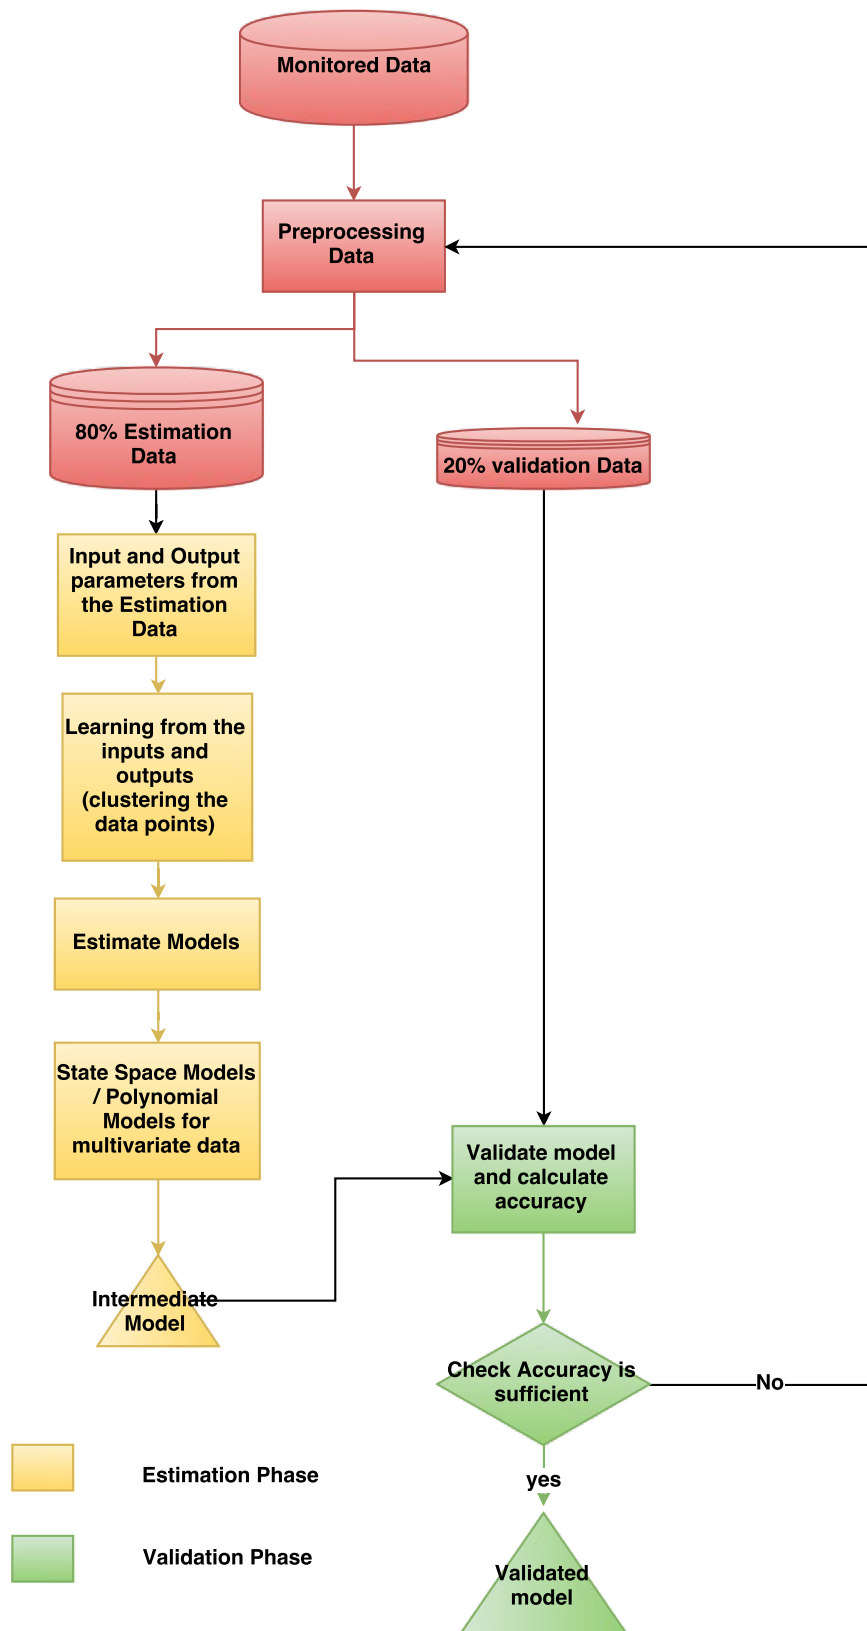 Monitored Data
Preprocessing
Data
80% Estimation
Data
20% validation Data
Input and Output
parameters from
the Estimation
Data
Learning from the
inputs and
outputs
(clustering the
data points)
Estimate Models
State Space Models
/ Polynomial
Models for
multivariate data
Validate model
and calculate
accuracy
Intermediate
Model
Check Accuracy is
sufficient
No
yes
Estimation Phase
Validation Phase
Validated
model